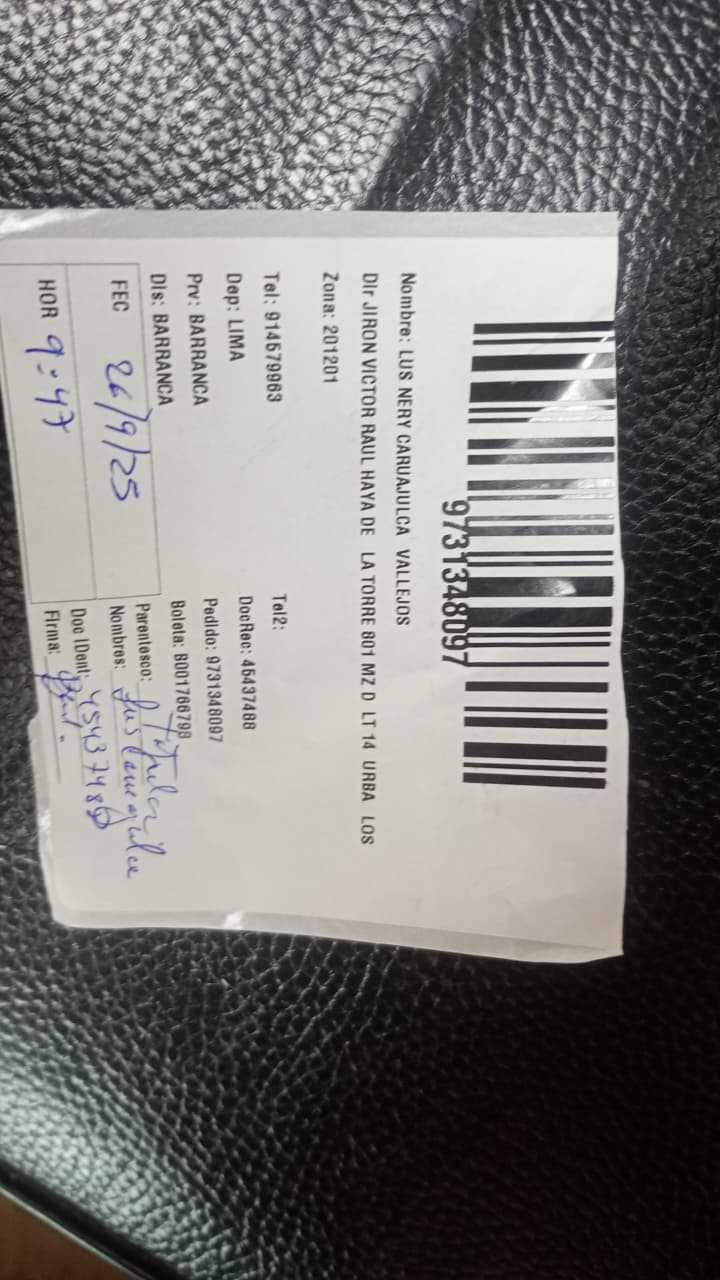 9731348097
Nombre: LUS NERY CARUAJULCA VALLEJOS
Dir JIRON VICTOR RAUL HAYA DE LA TORRE 801 MZ D LT 14 URBA LOS
Zona: 201201
Tel: 914579963 Tel2:
Dep: LIMA DocRec: 45437488
Prv: BARRANCA Pedido: 9731348097
Dis: BARRANCA Boleta: B001766798
FEC 26/9/25 Parentesco: titular
Nombres: Lus Caruajulca
HOR 9:47 Doc IDent: 45437488
Firma: